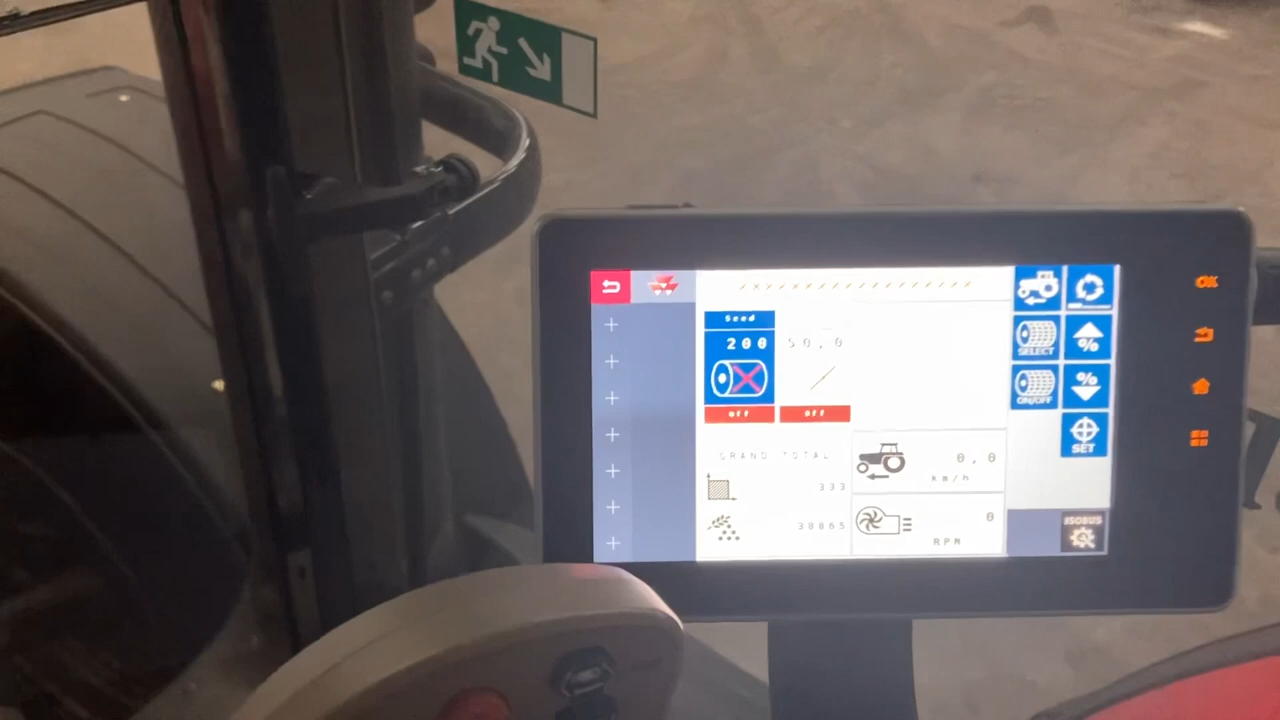 Seed
200 50,0
off off
GRAND TOTAL
333
38865
0,0
km/h
0
RPM
SELECT
%
ON/OFF
%
SET
ISOBUS
OK